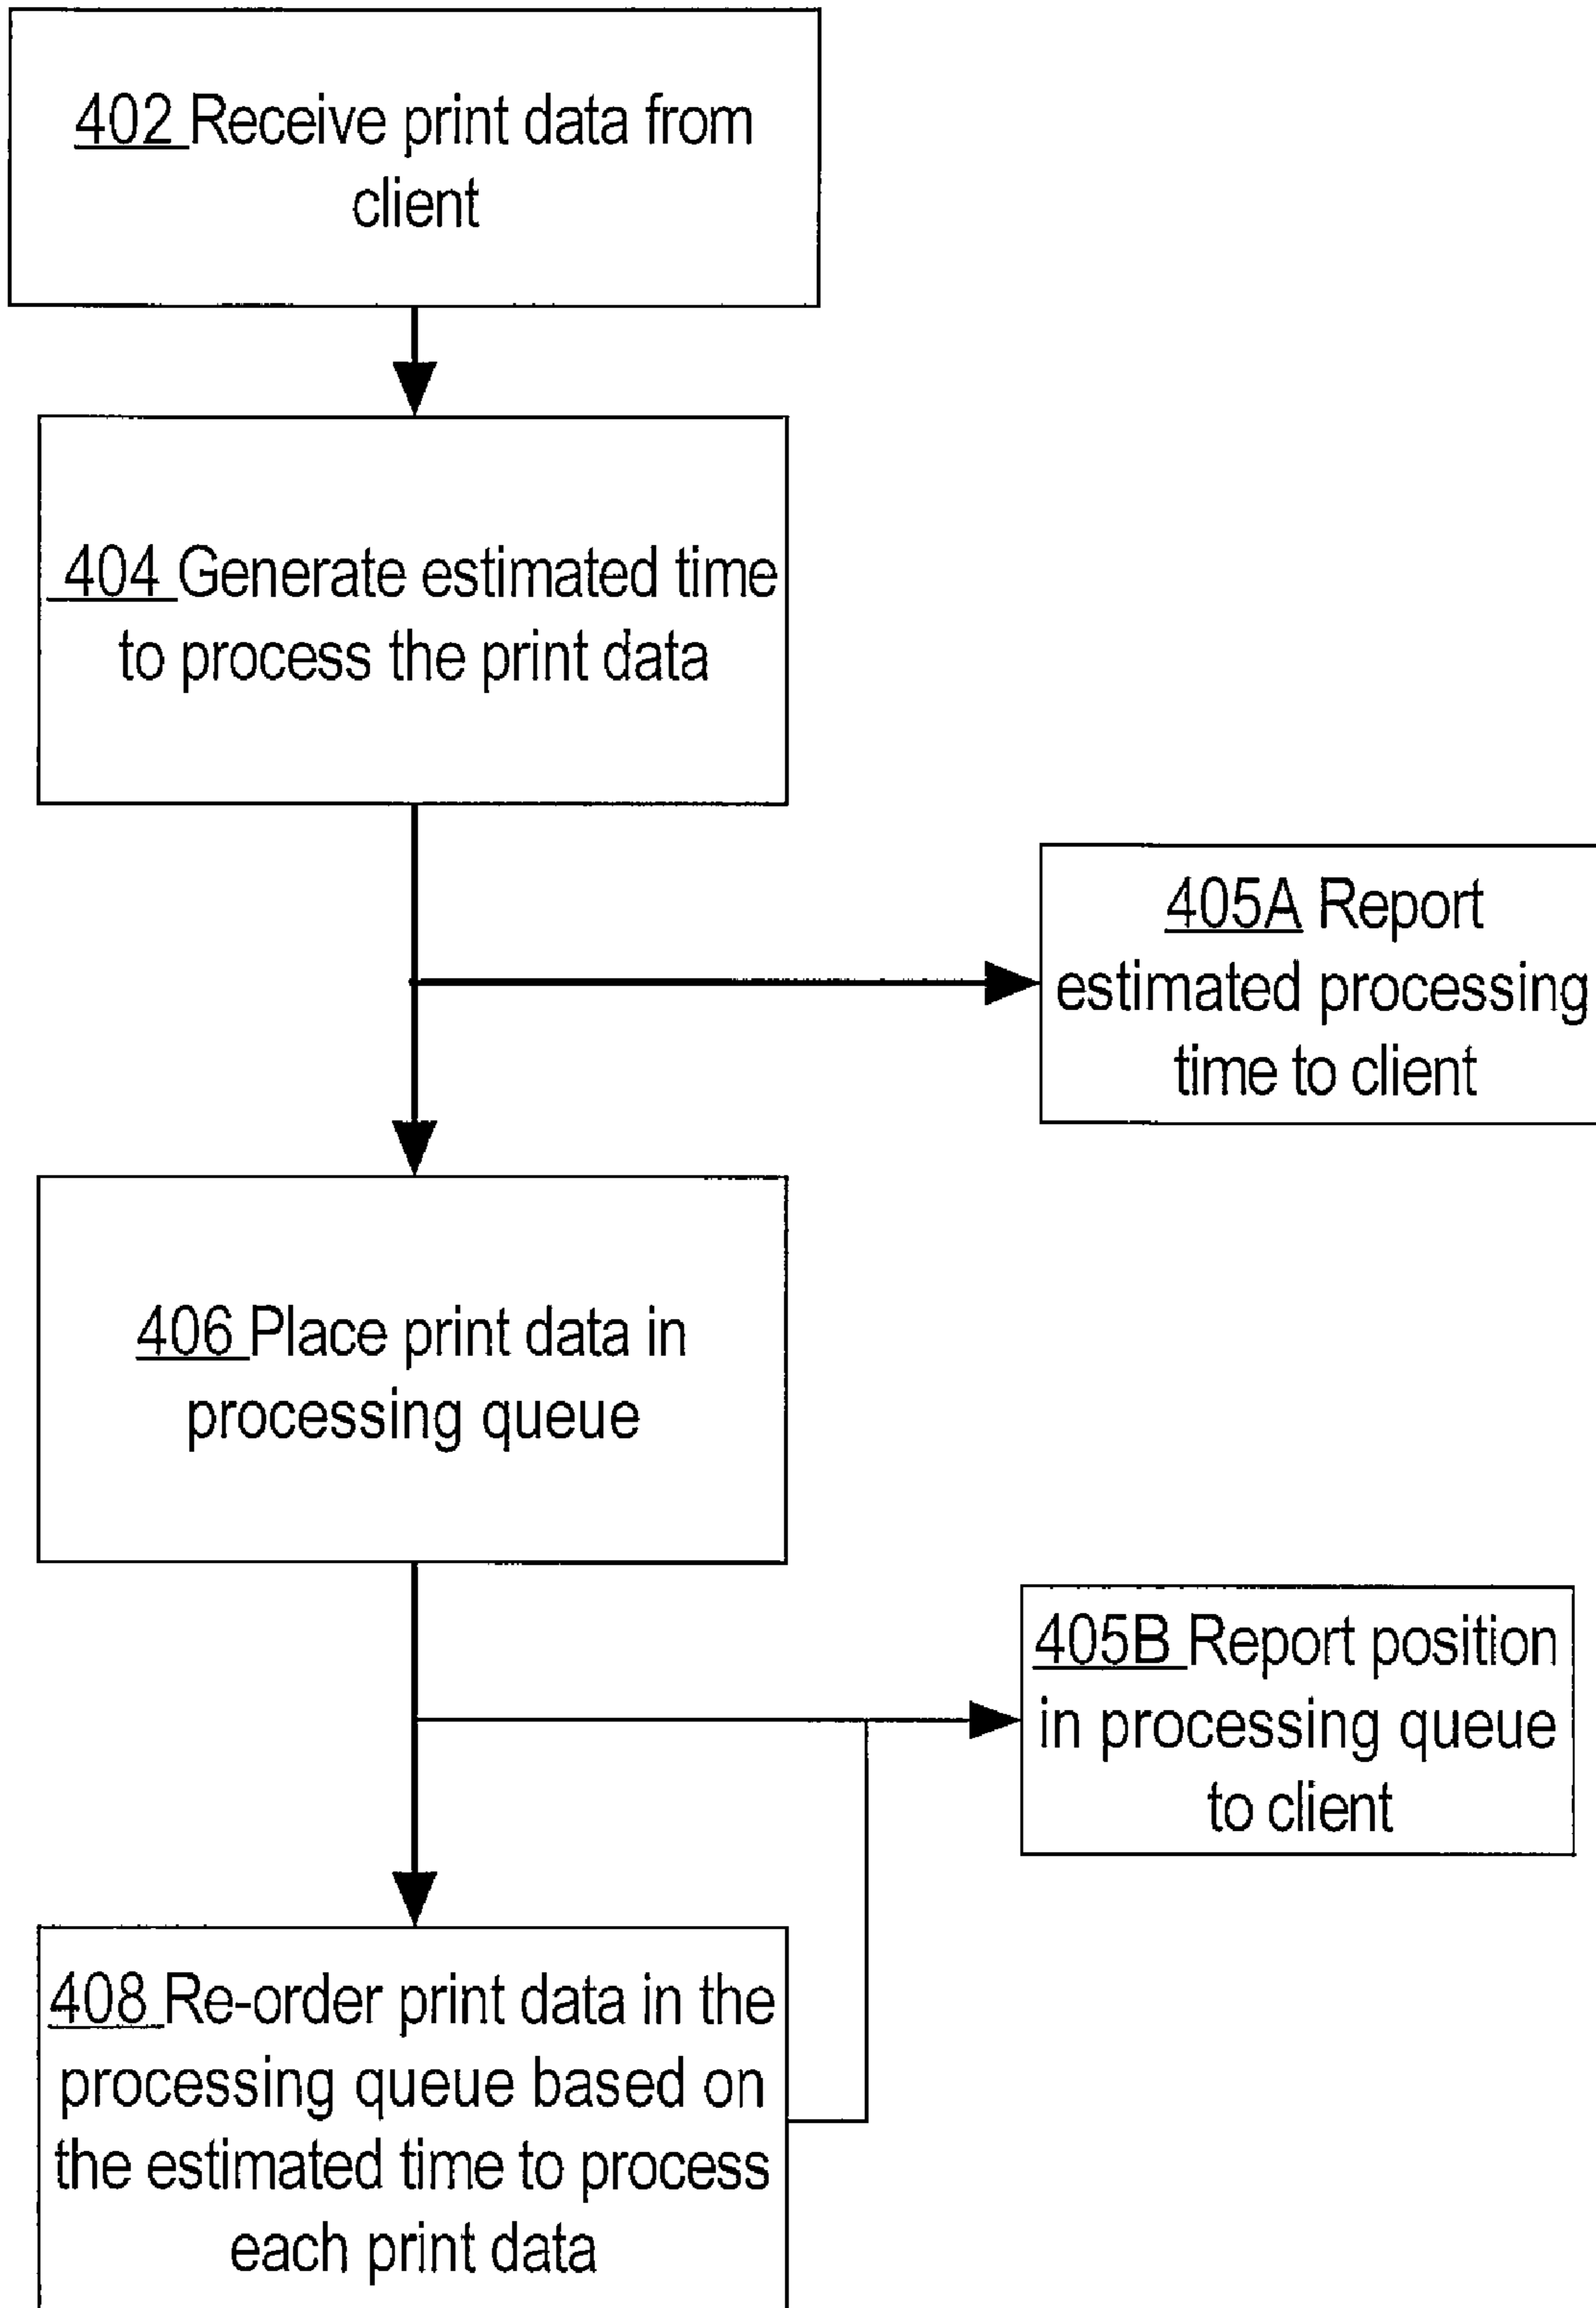 402 Receive print data from
client
404 Generate estimated time
to process the print data
405A Report
estimated processing
time to client
406 Place print data in
processing queue
405B Report position
in processing queue
to client
408 Re-order print data in the
processing queue based on
the estimated time to process
each print data